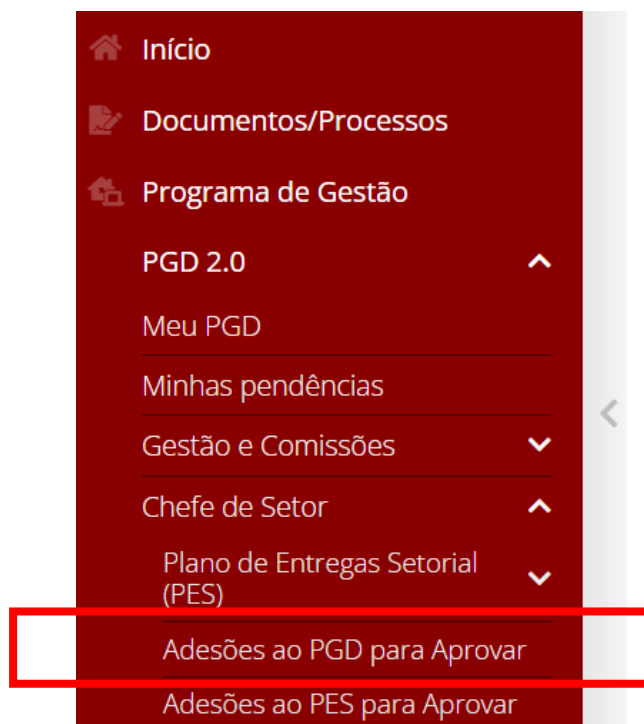 Início
Documentos/Processos
Programa de Gestão
PGD 2.0
Meu PGD
Minhas pendências
Gestão e Comissões
Chefe de Setor
Plano de Entregas Setorial
(PES)
Adesões ao PGD para Aprovar
Adesões ao PES para Aprovar